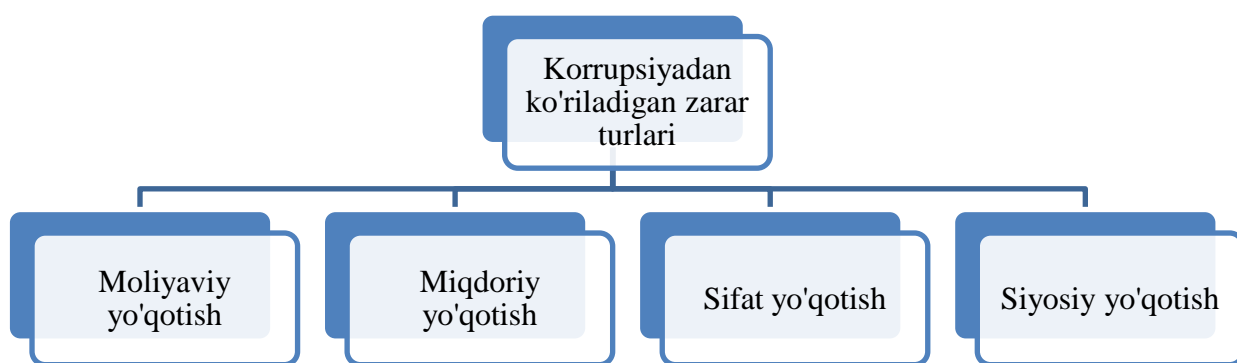 Korrupsiyadan
ko'riladigan zarar
turlari
Moliyaviy
yo'qotish
Miqdoriy
yo'qotish
Sifat yo'qotish
Siyosiy yo'qotish